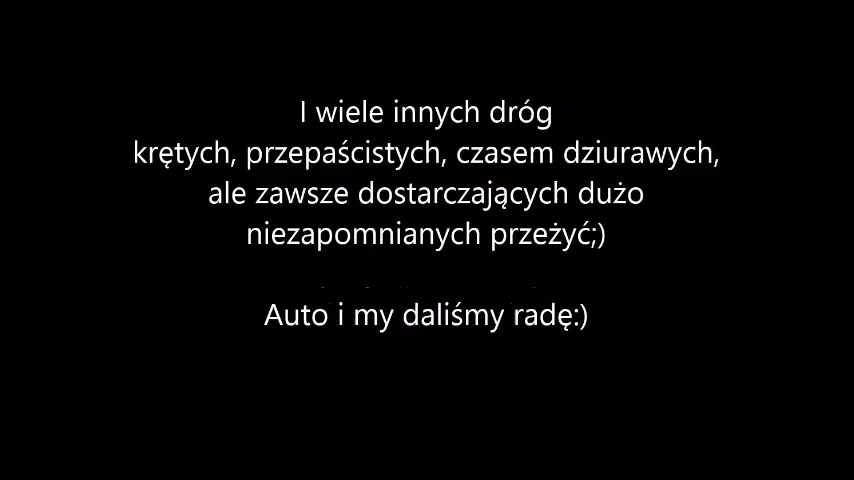 I wiele innych dróg
krętych, przepaścistych, czasem dziurawych,
ale zawsze dostarczających dużo
niezapomnianych przeżyć;)
Auto i my daliśmy radę:)